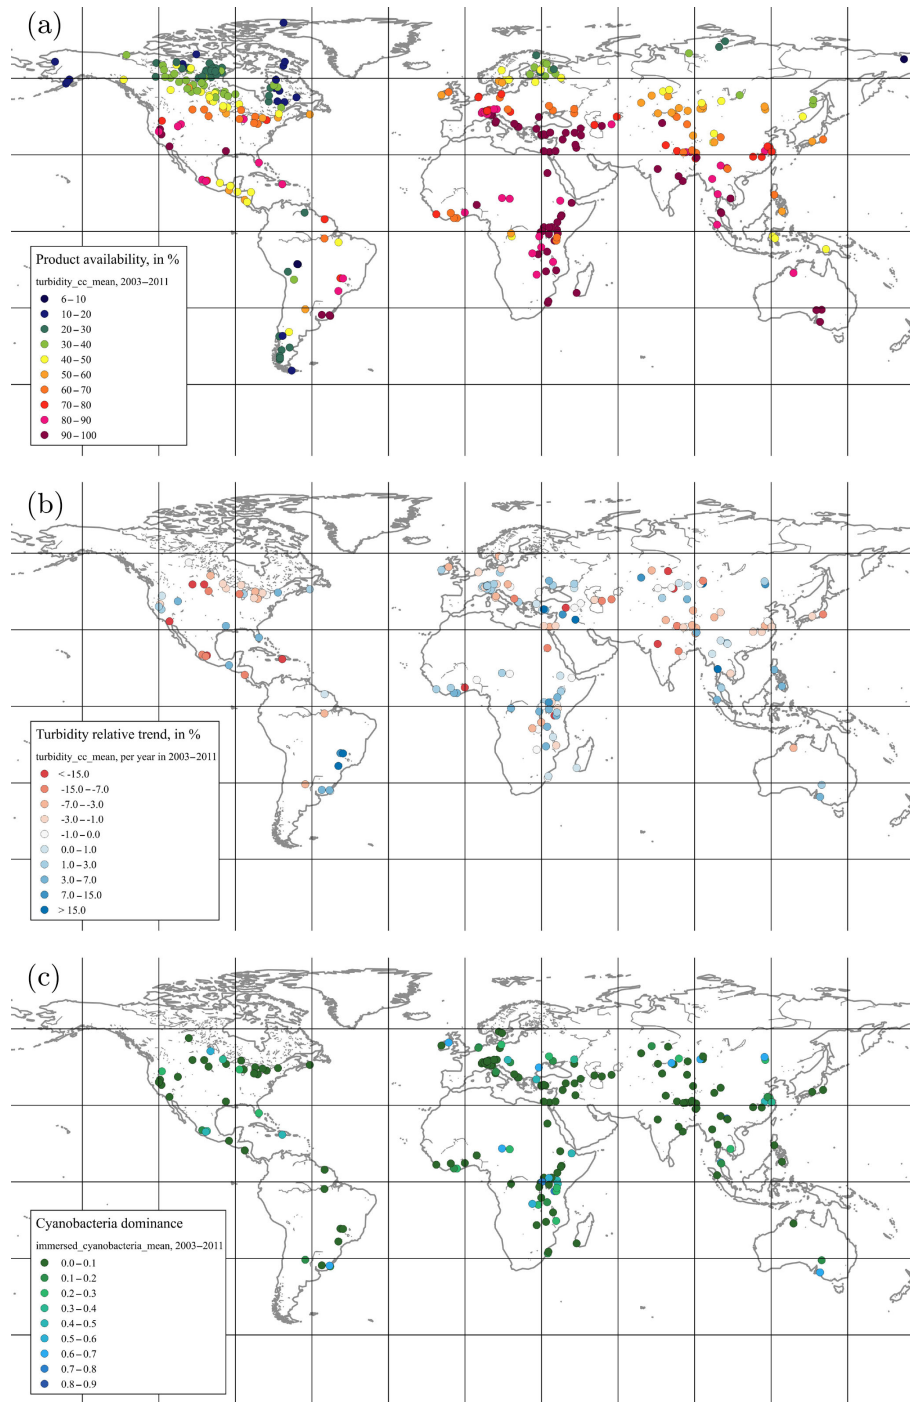 (a)
Product availability, in %
turbidity_cc_mean, 2003–2011
6–10
10–20
20–30
30–40
40–50
50–60
60–70
70–80
80–90
90–100
(b)
Turbidity relative trend, in %
turbidity_cc_mean, per year in 2003–2011
< -15.0
-15.0 – -7.0
-7.0 – -3.0
-3.0 – -1.0
-1.0 – 0.0
0.0 – 1.0
1.0 – 3.0
3.0 – 7.0
7.0 – 15.0
> 15.0
(c)
Cyanobacteria dominance
immersed_cyanobacteria_mean, 2003–2011
0.0 – 0.1
0.1 – 0.2
0.2 – 0.3
0.3 – 0.4
0.4 – 0.5
0.5 – 0.6
0.6 – 0.7
0.7 – 0.8
0.8 – 0.9